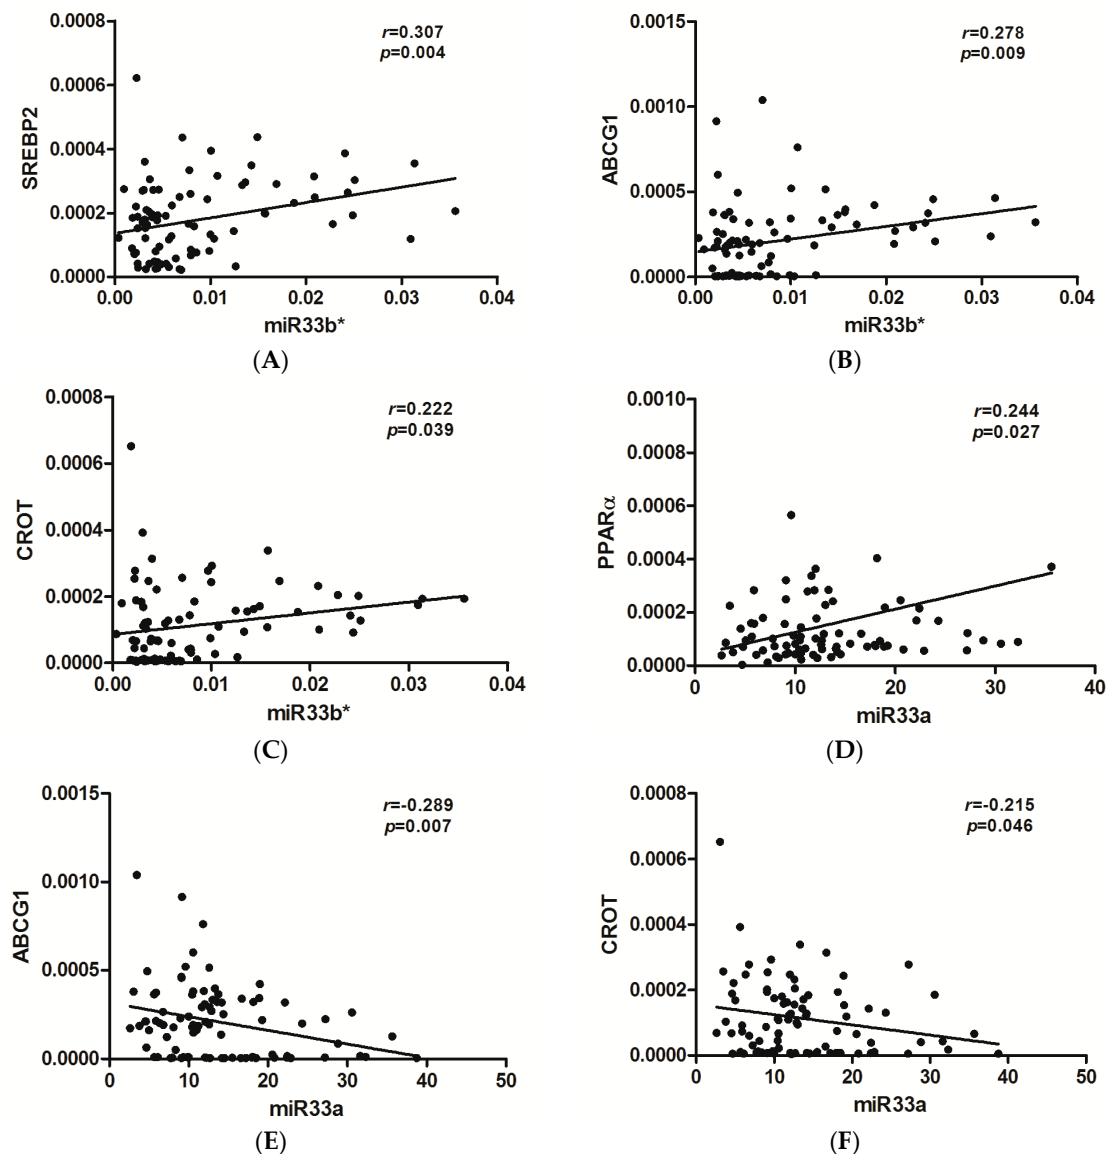 0.0008
0.0006
0.0004
0.0002
0.0000
SREBP2
r=0.307
p=0.004
0.00 0.01 0.02 0.03 0.04
miR33b*
(A)
0.0015
0.0010
0.0005
0.0000
ABCG1
r=0.278
p=0.009
0.00 0.01 0.02 0.03 0.04
miR33b*
(B)
0.0008
0.0006
0.0004
0.0002
0.0000
CROT
r=0.222
p=0.039
0.00 0.01 0.02 0.03 0.04
miR33b*
(C)
0.0010
0.0008
0.0006
0.0004
0.0002
0.0000
PPARα
r=0.244
p=0.027
0 10 20 30 40
miR33a
(D)
0.0015
0.0010
0.0005
0.0000
ABCG1
r=-0.289
p=0.007
0 10 20 30 40 50
miR33a
(E)
0.0008
0.0006
0.0004
0.0002
0.0000
CROT
r=-0.215
p=0.046
0 10 20 30 40 50
miR33a
(F)